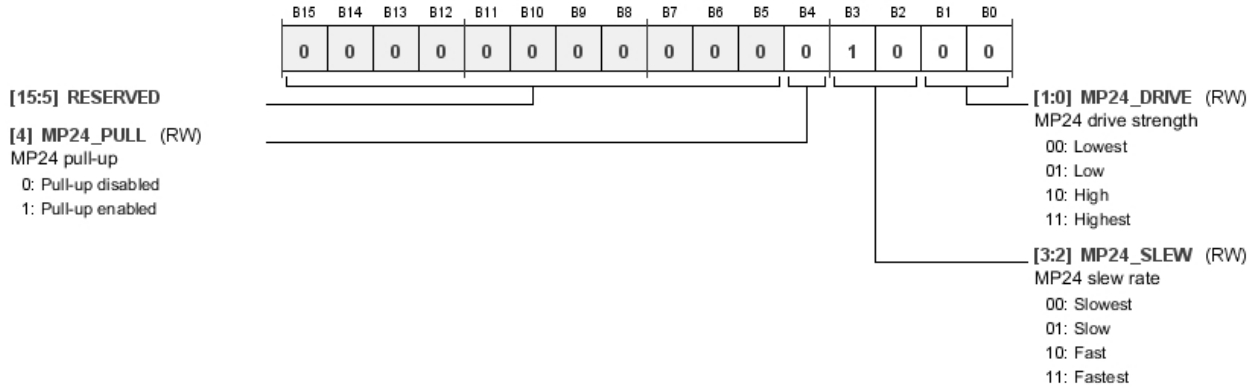 B15 B14 B13 B12 B11 B10 B9 B8 B7 B6 B5 B4 B3 B2 B1 B0
0 0 0 0 0 0 0 0 0 0 0 0 1 0 0 0
[15:5] RESERVED
[4] MP24_PULL (RW)
MP24 pull-up
0: Pull-up disabled
1: Pull-up enabled
[1:0] MP24_DRIVE (RW)
MP24 drive strength
00: Lowest
01: Low
10: High
11: Highest
[3:2] MP24_SLEW (RW)
MP24 slew rate
00: Slowest
01: Slow
10: Fast
11: Fastest